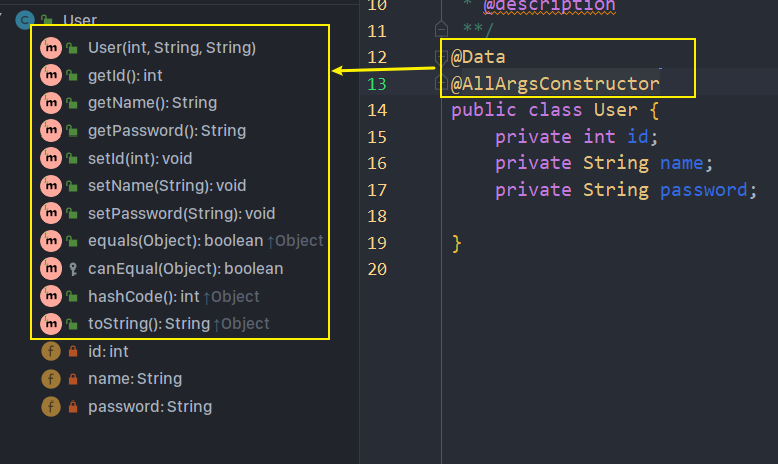 User
User(int, String, String)
getId(): int
getName(): String
getPassword(): String
setId(int): void
setName(String): void
setPassword(String): void
equals(Object): boolean ↑Object
canEqual(Object): boolean
hashCode(): int ↑Object
toString(): String ↑Object
id: int
name: String
password: String
10 * @description
11 **/
12 @Data
13 @AllArgsConstructor
14 public class User {
15 private int id;
16 private String name;
17 private String password;
18
19 }
20